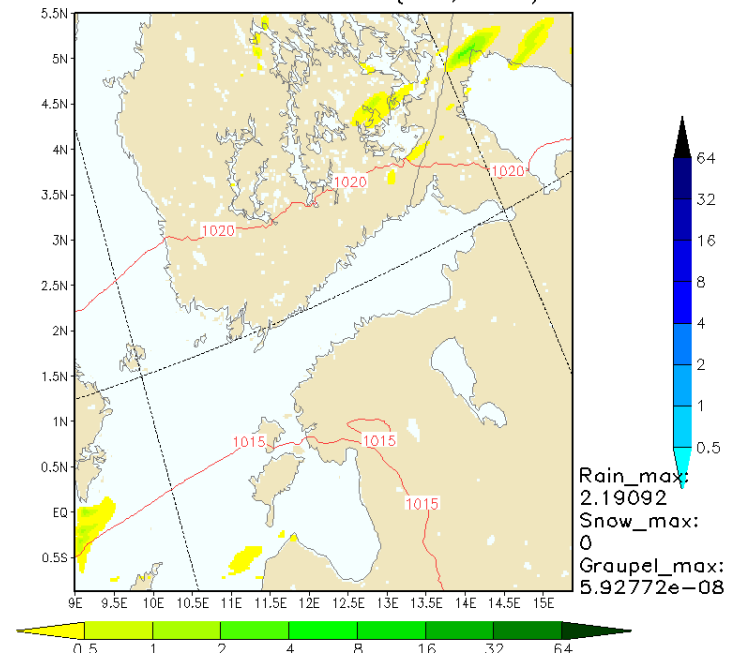 5.5N
5N
4.5N
4N
3.5N
3N
2.5N
2N
1.5N
1N
0.5N
EQ
0.5S
1020
1020
1020
1015
1015
1015
9E 9.5E 10E 10.5E 11E 11.5E 12E 12.5E 13E 13.5E 14E 14.5E 15E
64
32
16
8
4
2
1
0.5
Rain_max:
2.19092
Snow_max:
0
Graupel_max:
5.92772e-08
0.5 1 2 4 8 16 32 64